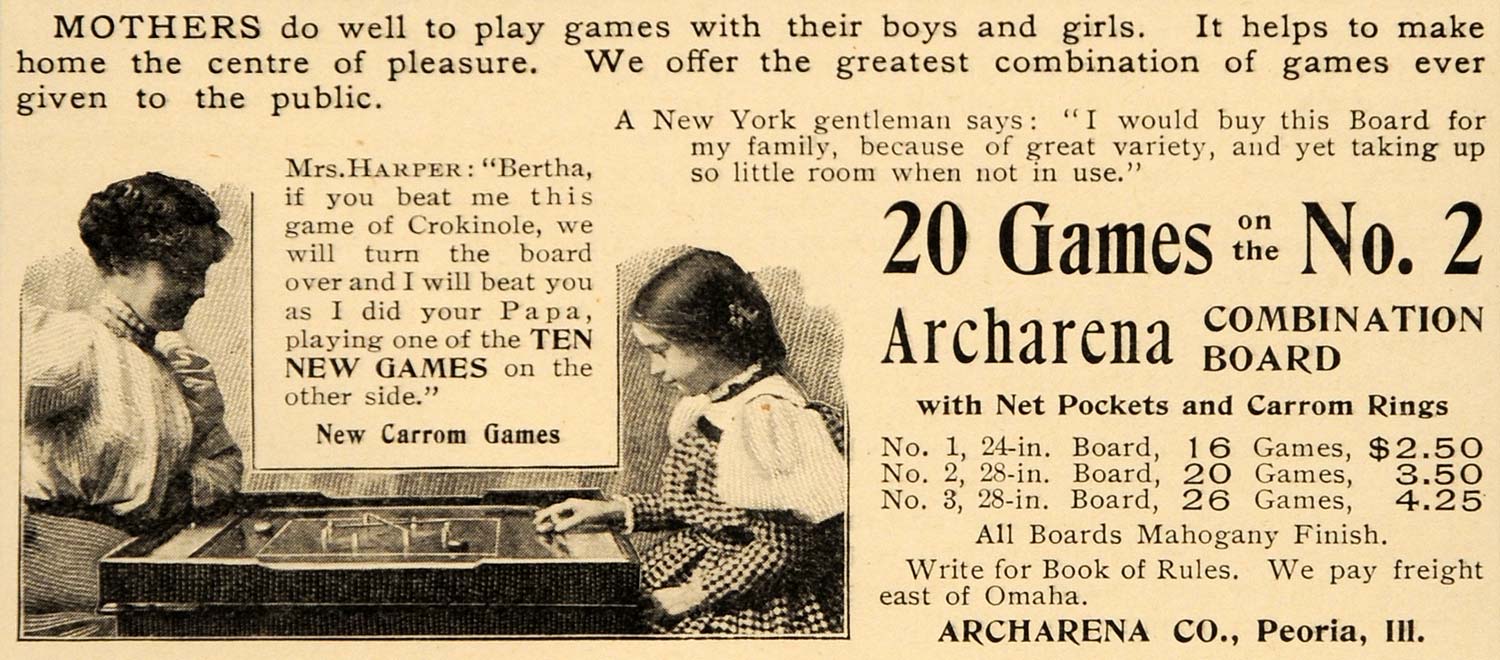 MOTHERS do well to play games with their boys and girls. It helps to make
home the centre of pleasure. We offer the greatest combination of games ever
given to the public.
A New York gentleman says: "I would buy this Board for
my family, because of great variety, and yet taking up
so little room when not in use."
Mrs. HARPER: "Bertha,
if you beat me this
game of Crokinole, we
will turn the board
over and I will beat you
as I did your Papa,
playing one of the TEN
NEW GAMES on the
other side."
New Carrom Games
20 Games on the No. 2
Archarena COMBINATION
BOARD
with Net Pockets and Carrom Rings
No. 1, 24-in. Board, 16 Games, $2.50
No. 2, 28-in. Board, 20 Games, 3.50
No. 3, 28-in. Board, 26 Games, 4.25
All Boards Mahogany Finish.
Write for Book of Rules. We pay freight
east of Omaha.
ARCHARENA CO., Peoria, Ill.